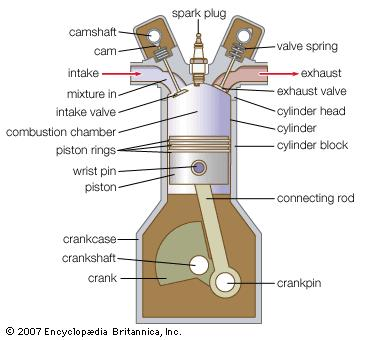 spark plug
camshaft
cam
valve spring
intake
exhaust
mixture in
exhaust valve
intake valve
cylinder head
combustion chamber
cylinder
piston rings
cylinder block
wrist pin
piston
connecting rod
crankcase
crankshaft
crank
crankpin
© 2007 Encyclopædia Britannica, Inc.